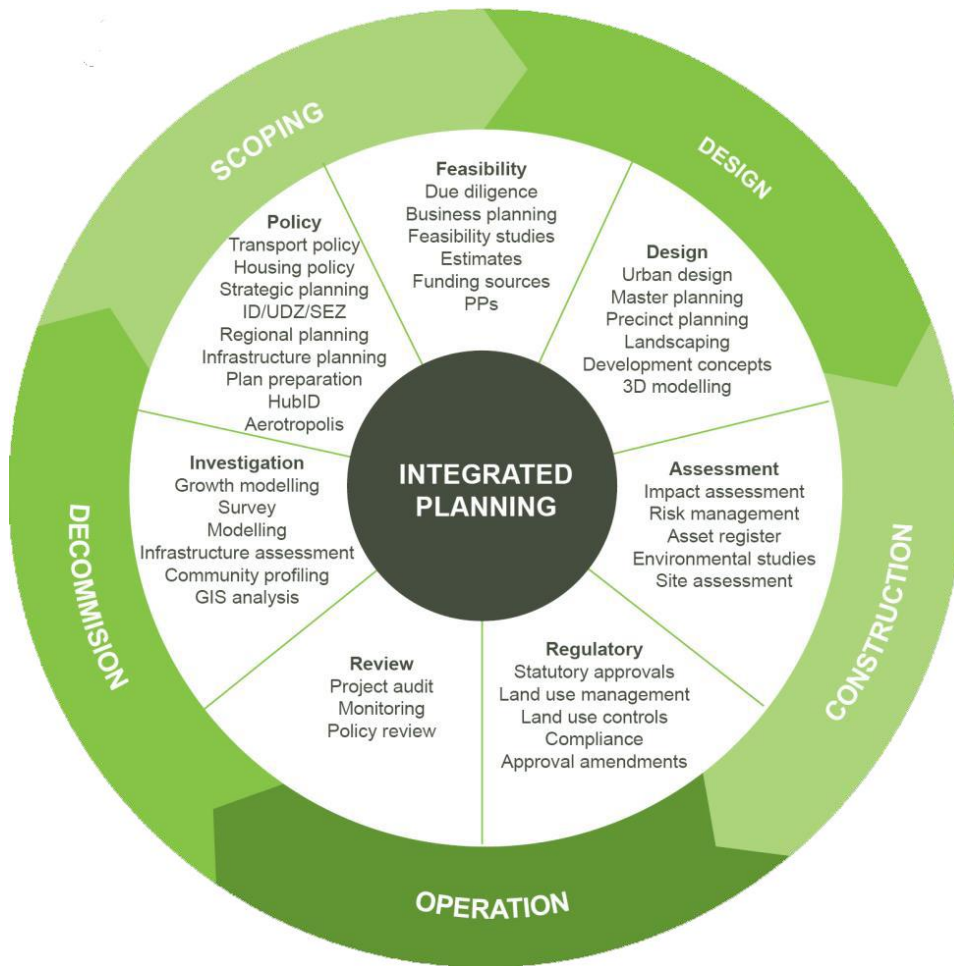 INTEGRATED
PLANNING
SCOPING
DESIGN
CONSTRUCTION
OPERATION
DECOMMISION
Feasibility
Due diligence
Business planning
Feasibility studies
Estimates
Funding sources
PPs
Design
Urban design
Master planning
Precinct planning
Landscaping
Development concepts
3D modelling
Assessment
Impact assessment
Risk management
Asset register
Environmental studies
Site assessment
Regulatory
Statutory approvals
Land use management
Land use controls
Compliance
Approval amendments
Review
Project audit
Monitoring
Policy review
Investigation
Growth modelling
Survey
Modelling
Infrastructure assessment
Community profiling
GIS analysis
Policy
Transport policy
Housing policy
Strategic planning
ID/UDZ/SEZ
Regional planning
Infrastructure planning
Plan preparation
HubID
Aerotropolis